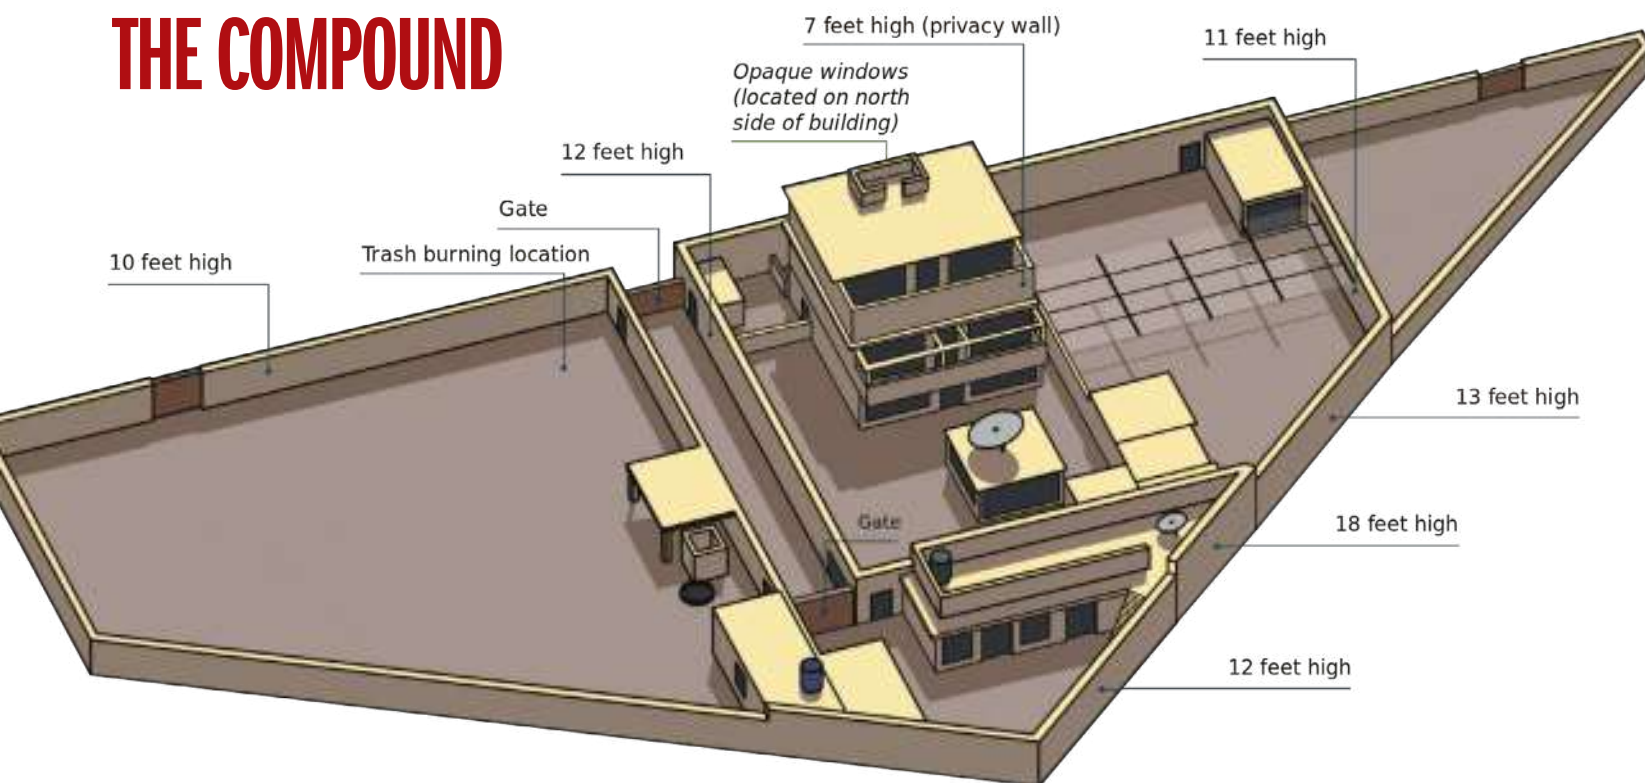 THE COMPOUND
7 feet high (privacy wall)
11 feet high
Opaque windows
(located on north
side of building)
12 feet high
Gate
Trash burning location
10 feet high
13 feet high
Gate
18 feet high
12 feet high